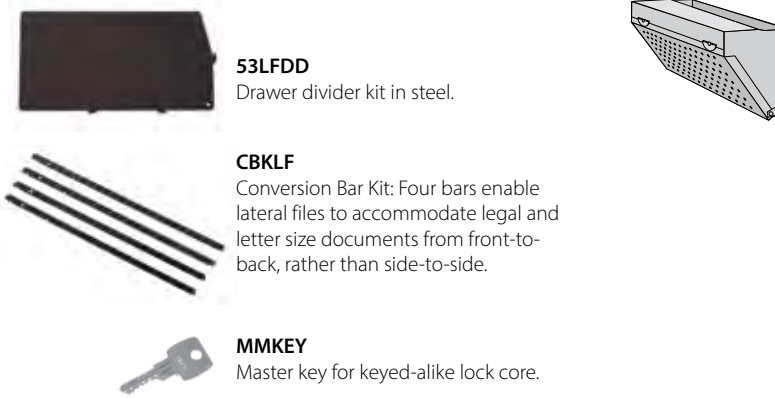 53LFDD
Drawer divider kit in steel.
CBKLF
Conversion Bar Kit: Four bars enable
lateral files to accommodate legal and
letter size documents from front-to-
back, rather than side-to-side.
MMKEY
Master key for keyed-alike lock core.